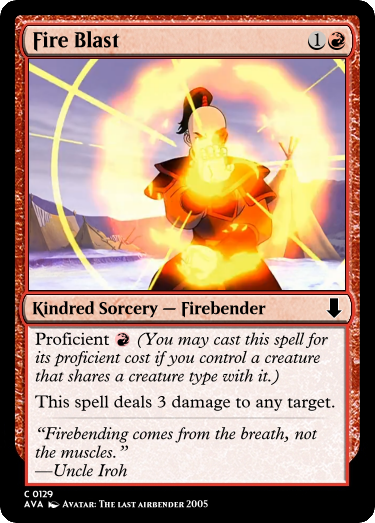 Fire Blast 1
Kindred Sorcery — Firebender
Proficient (You may cast this spell for
its proficient cost if you control a creature
that shares a creature type with it.)
This spell deals 3 damage to any target.
"Firebending comes from the breath, not
the muscles."
—Uncle Iroh
C 0129
AVA Avatar: The last airbender 2005